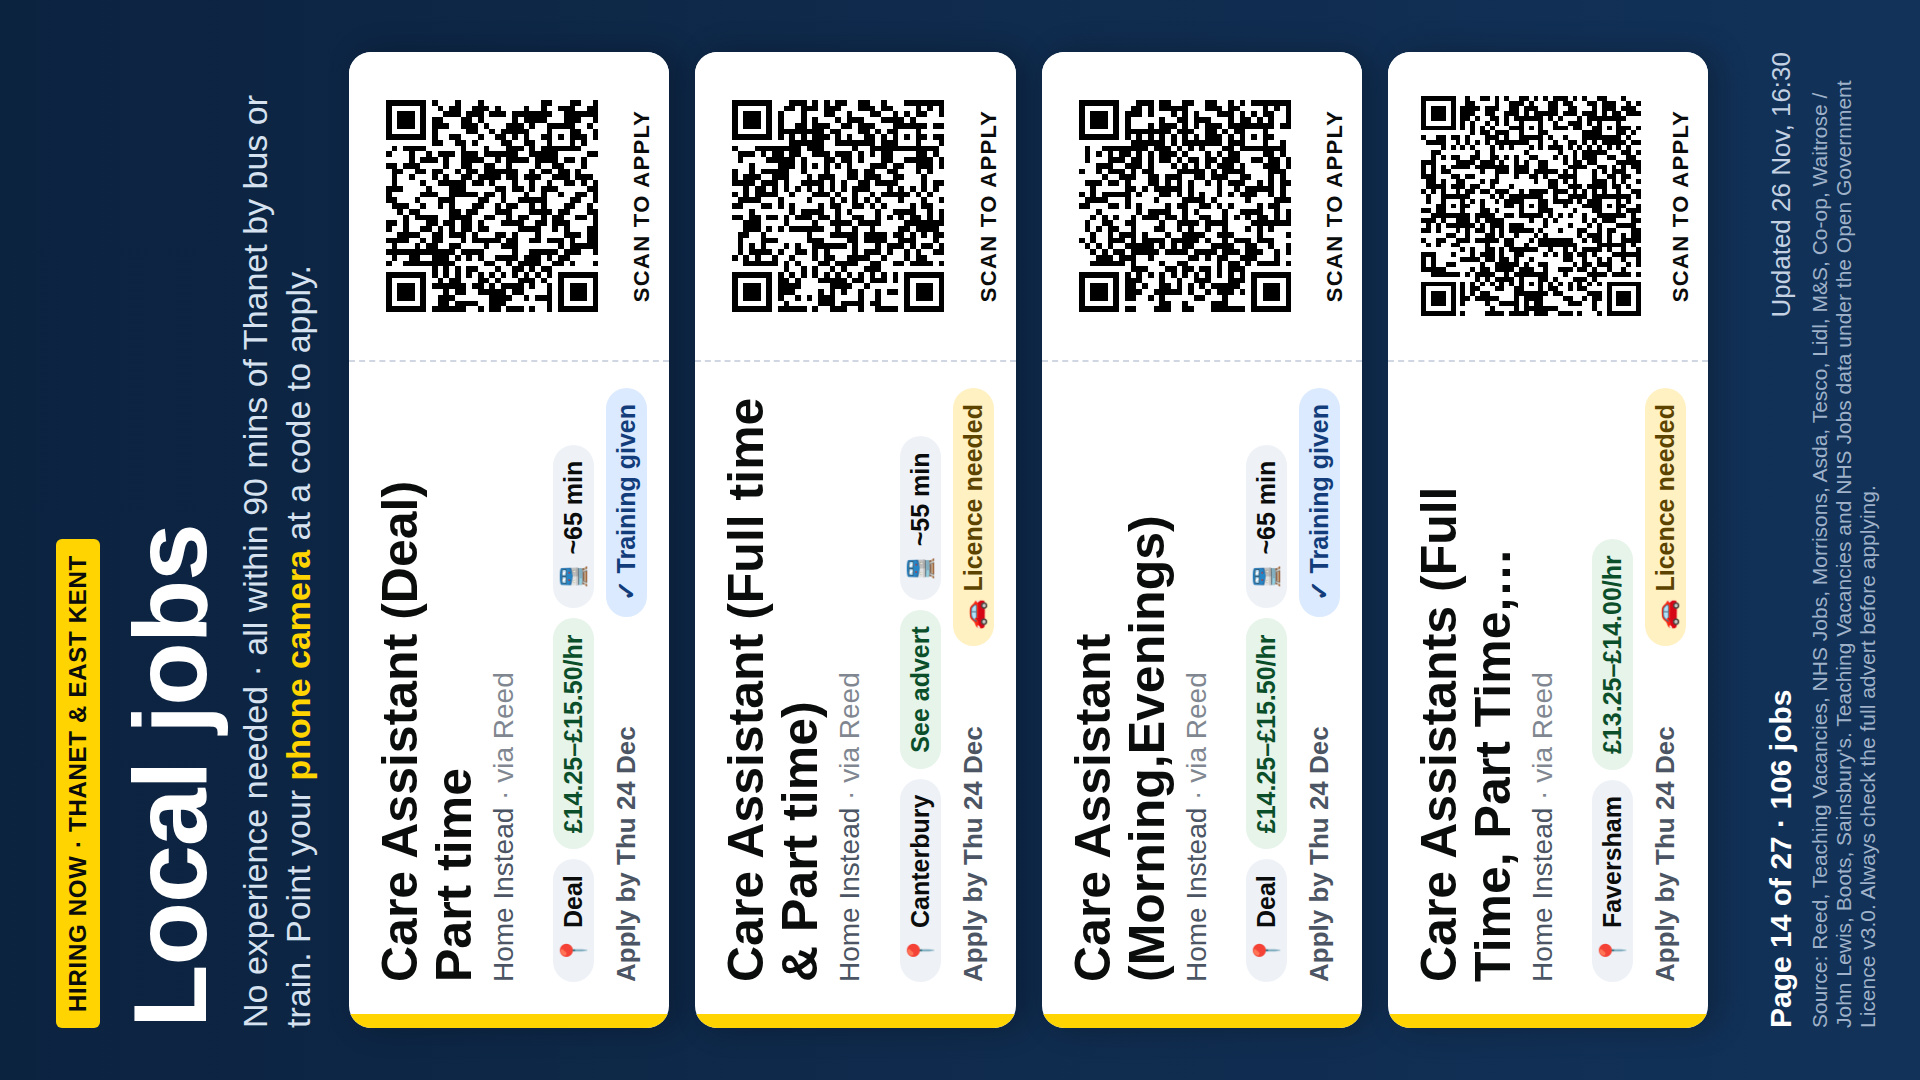 HIRING NOW · THANET & EAST KENT
Local jobs
No experience needed · all within 90 mins of Thanet by bus or
train. Point your phone camera at a code to apply.
Care Assistant (Deal)
Part time
Home Instead · via Reed
📍 Deal £14.25–£15.50/hr 🚆 ~65 min
Apply by Thu 24 Dec ✓ Training given
SCAN TO APPLY
Care Assistant (Full time
& Part time)
Home Instead · via Reed
📍 Canterbury See advert 🚆 ~55 min
Apply by Thu 24 Dec 🚗 Licence needed
SCAN TO APPLY
Care Assistant
(Morning,Evenings)
Home Instead · via Reed
📍 Deal £14.25–£15.50/hr 🚆 ~65 min
Apply by Thu 24 Dec ✓ Training given
SCAN TO APPLY
Care Assistants (Full
Time, Part Time,…
Home Instead · via Reed
📍 Faversham £13.25–£14.00/hr
Apply by Thu 24 Dec 🚗 Licence needed
SCAN TO APPLY
Page 14 of 27 · 106 jobs Updated 26 Nov, 16:30
Source: Reed, Teaching Vacancies, NHS Jobs, Morrisons, Asda, Tesco, Lidl, M&S, Co-op, Waitrose /
John Lewis, Boots, Sainsbury's. Teaching Vacancies and NHS Jobs data under the Open Government
Licence v3.0. Always check the full advert before applying.